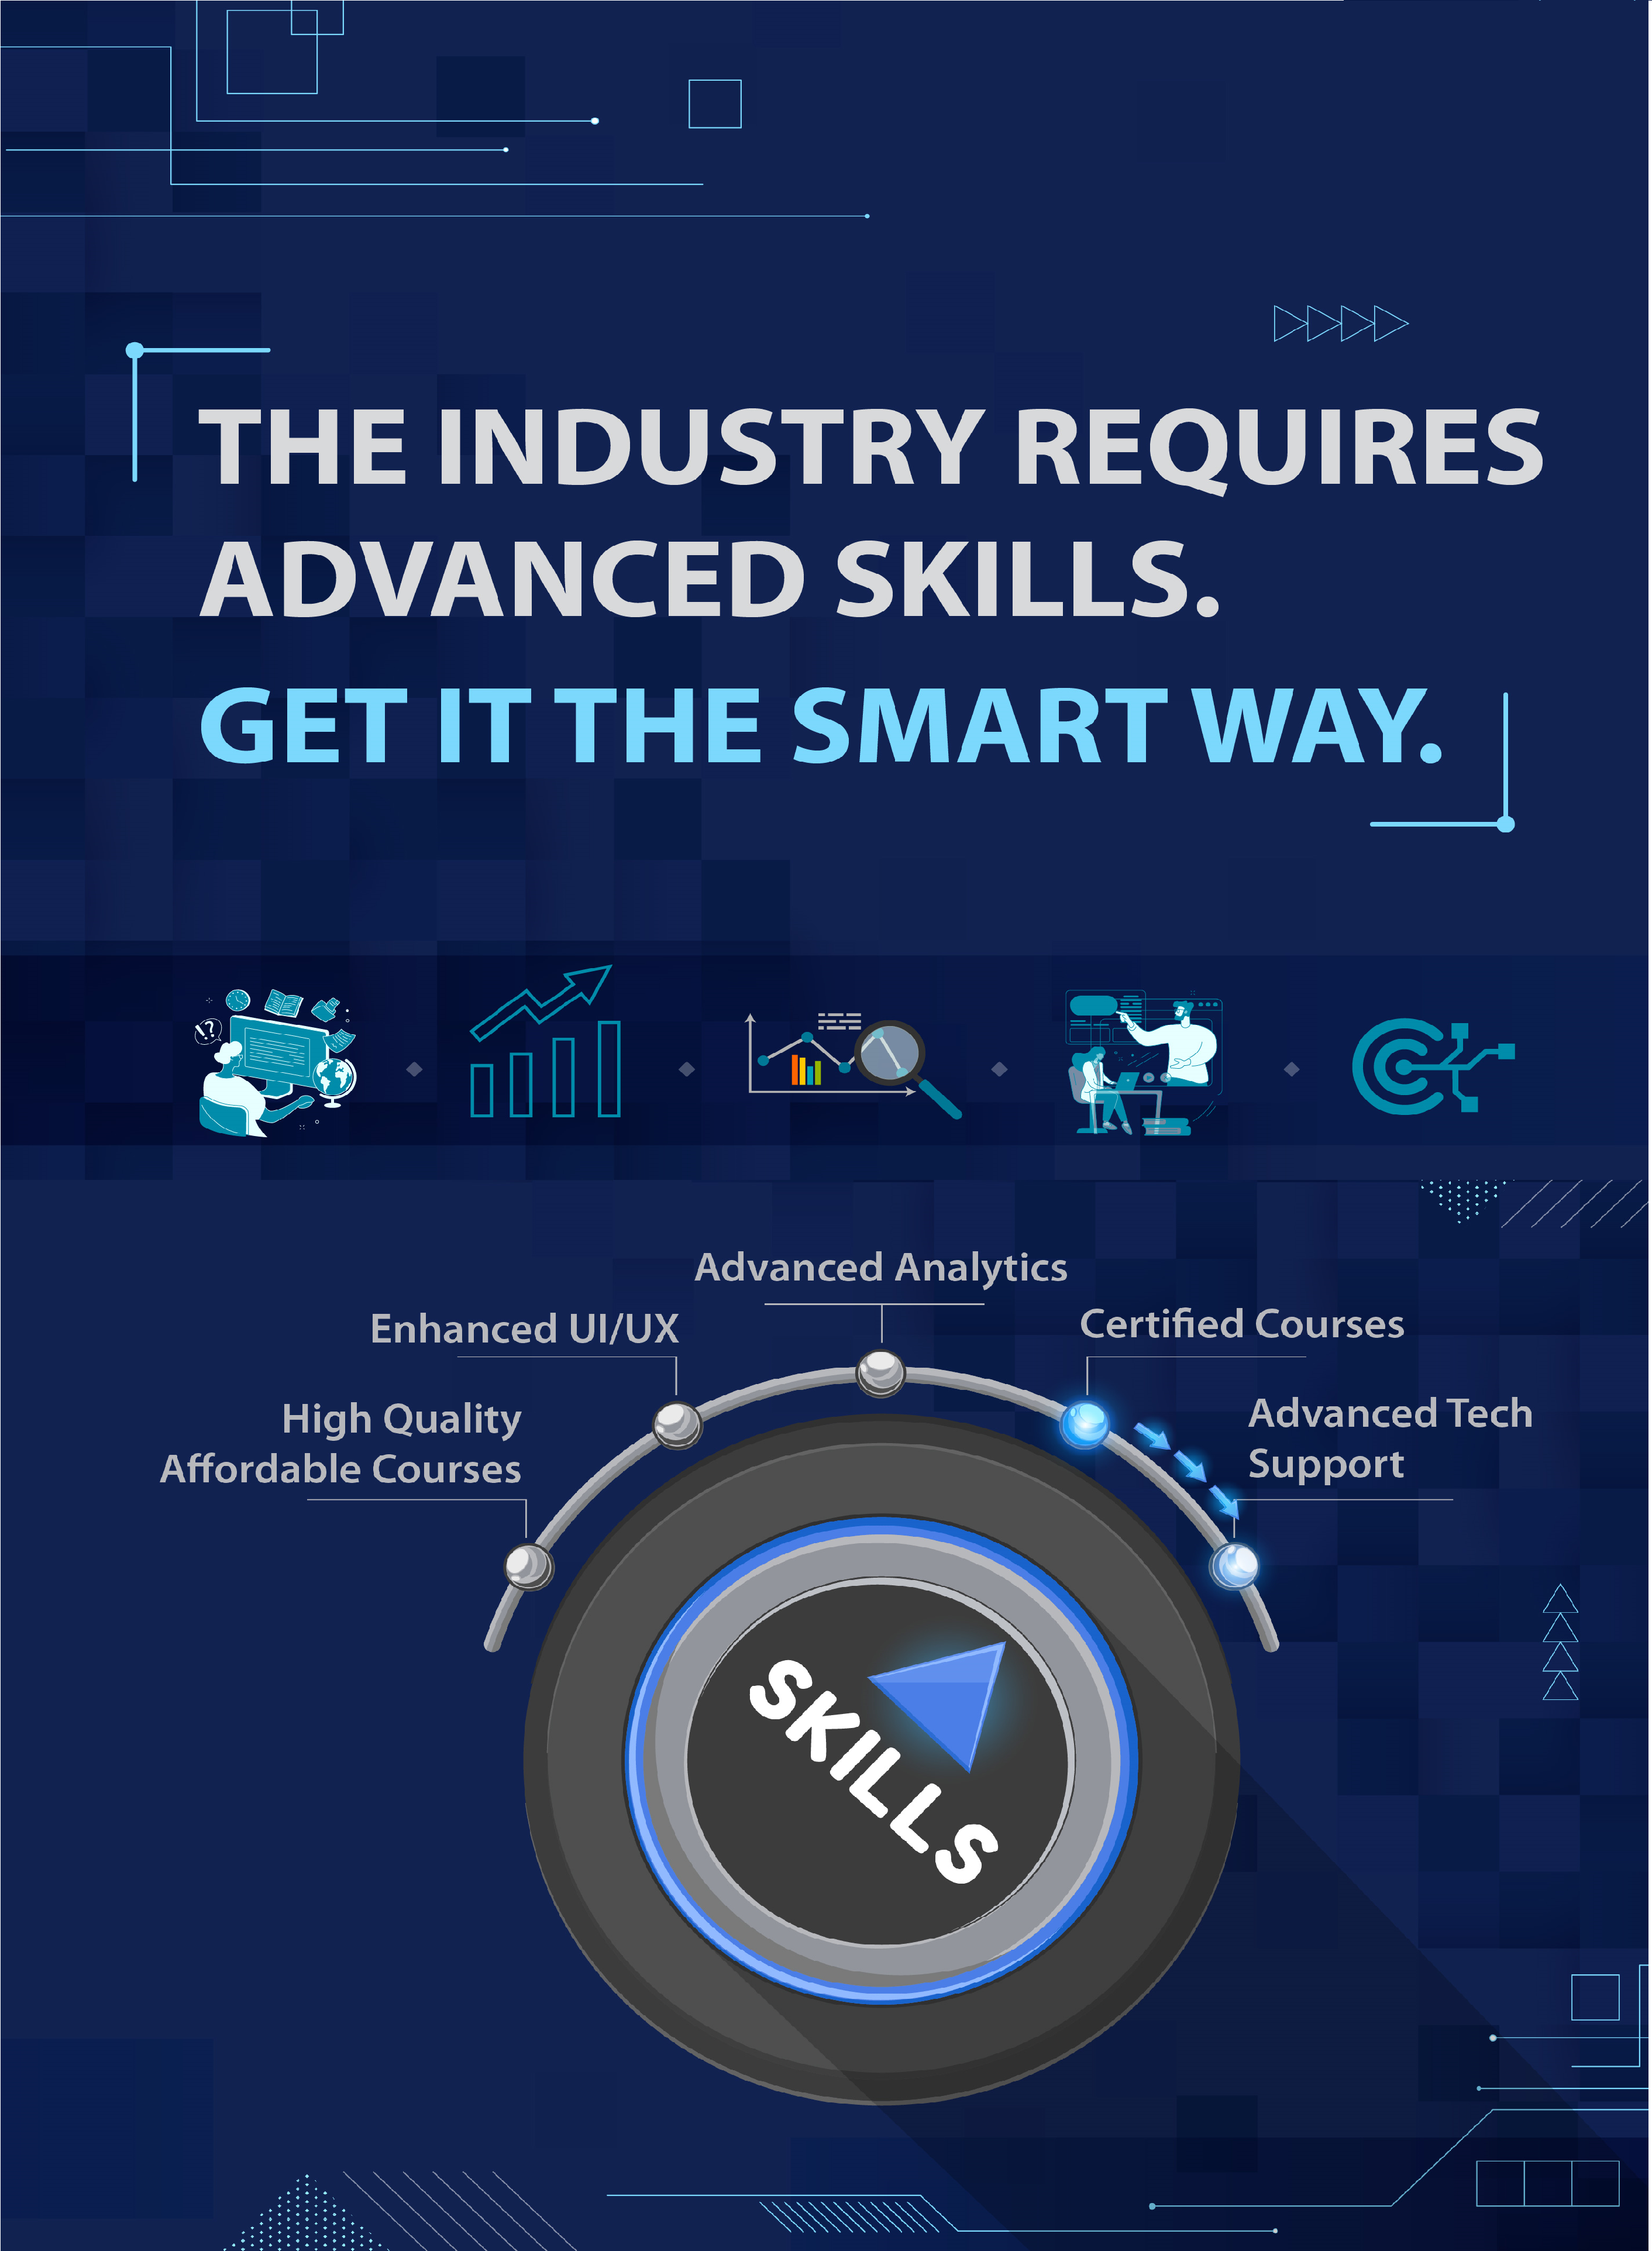 THE INDUSTRY REQUIRES
ADVANCED SKILLS.
GET IT THE SMART WAY.
!?
Advanced Analytics
Enhanced UI/UX
Certified Courses
High Quality
Affordable Courses
Advanced Tech
Support
SKILLS